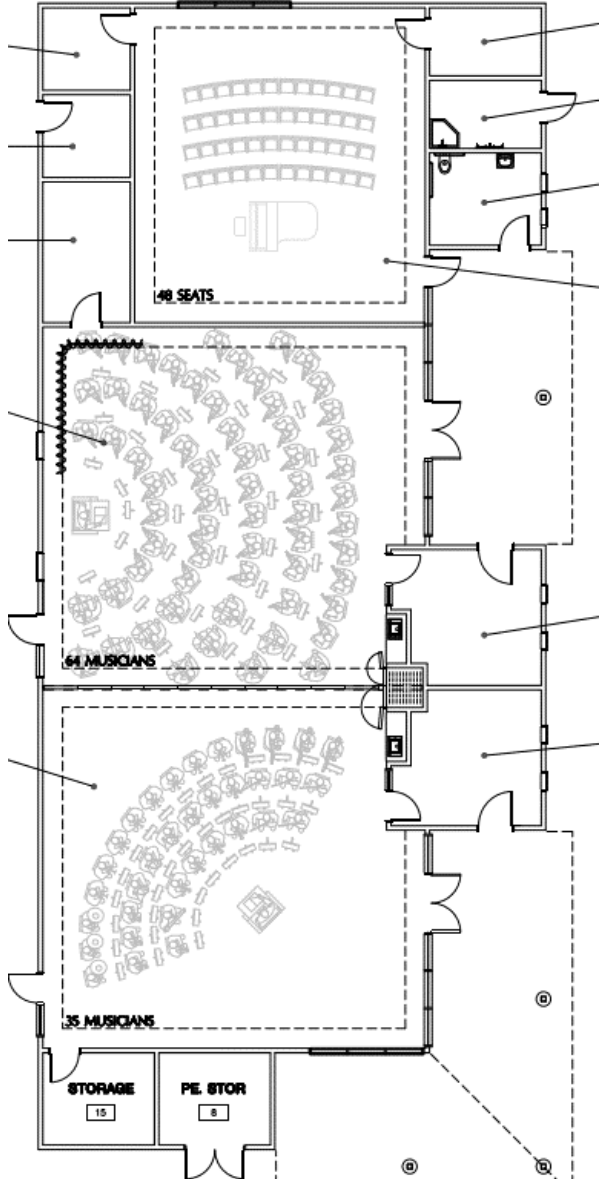 48 SEATS
64 MUSICIANS
35 MUSICIANS
STORAGE
15
PE. STOR
8